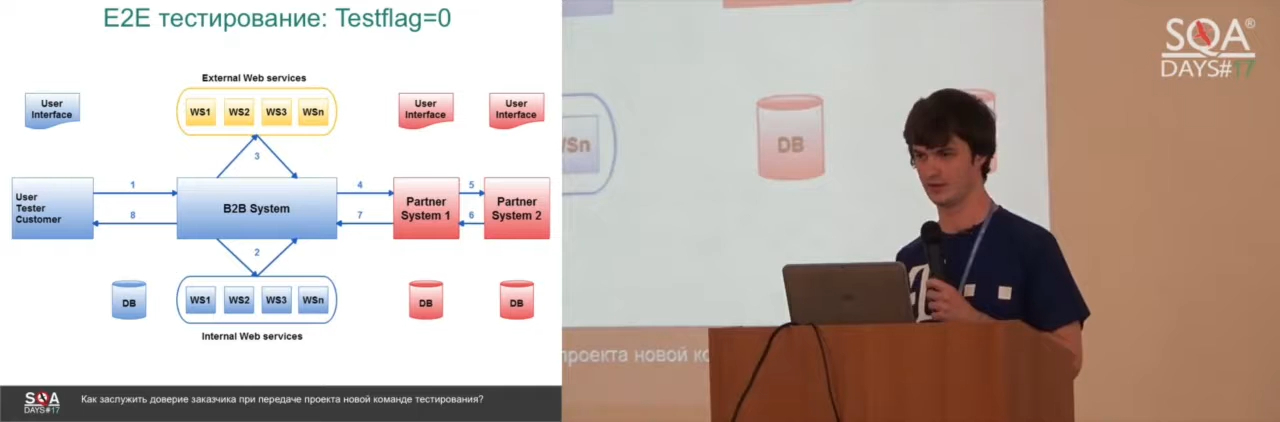 E2E тестирование: Testflag=0
External Web services
User
Interface
WS1 WS2 WS3 WSn
User
Interface
User
Interface
3
1
4
5
User
Tester
Customer
B2B System
Partner
System 1
Partner
System 2
8
7
6
2
DB
WS1 WS2 WS3 WSn
DB
DB
Internal Web services
SQA
DAYS#17
Как заслужить доверие заказчика при передаче проекта новой команде тестирования?
WSn
DB
проекта новой ко
SQA®
DAYS#17